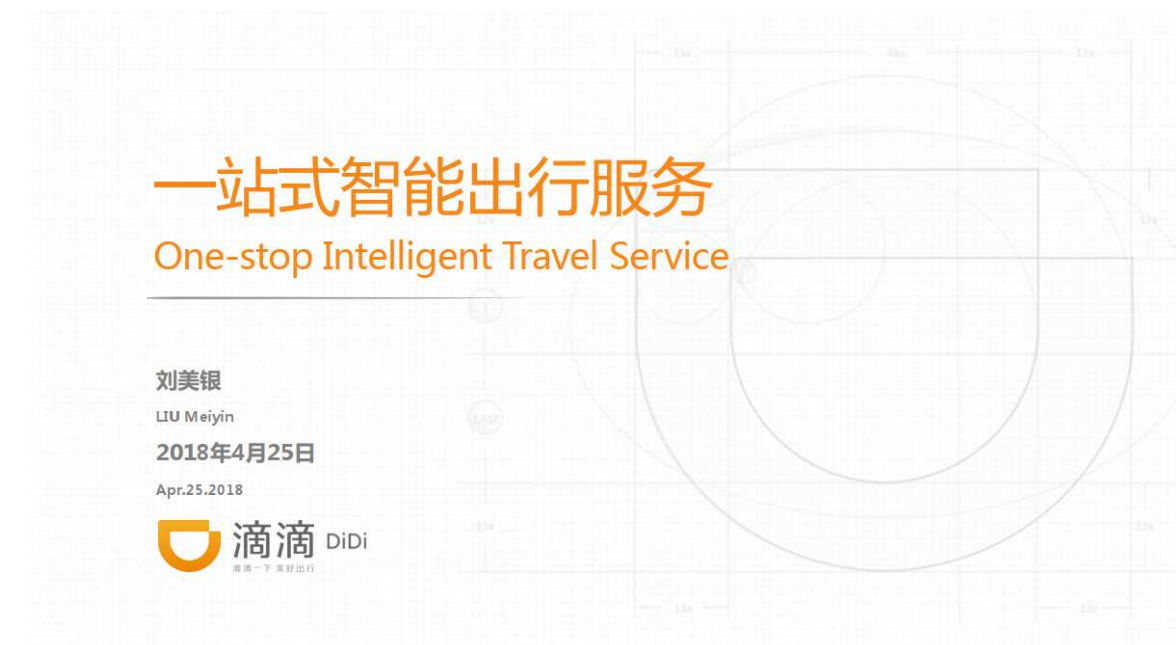 一站式智能出行服务
One-stop Intelligent Travel Service
刘美银
LIU Meiyin
2018年4月25日
Apr.25.2018
滴滴 DiDi
滴滴一下 美好出行